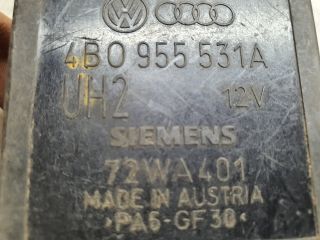 4B0 955 531A
UH2 12V
SIEMENS
72WA401
MADE IN AUSTRIA
>PA6-GF30<